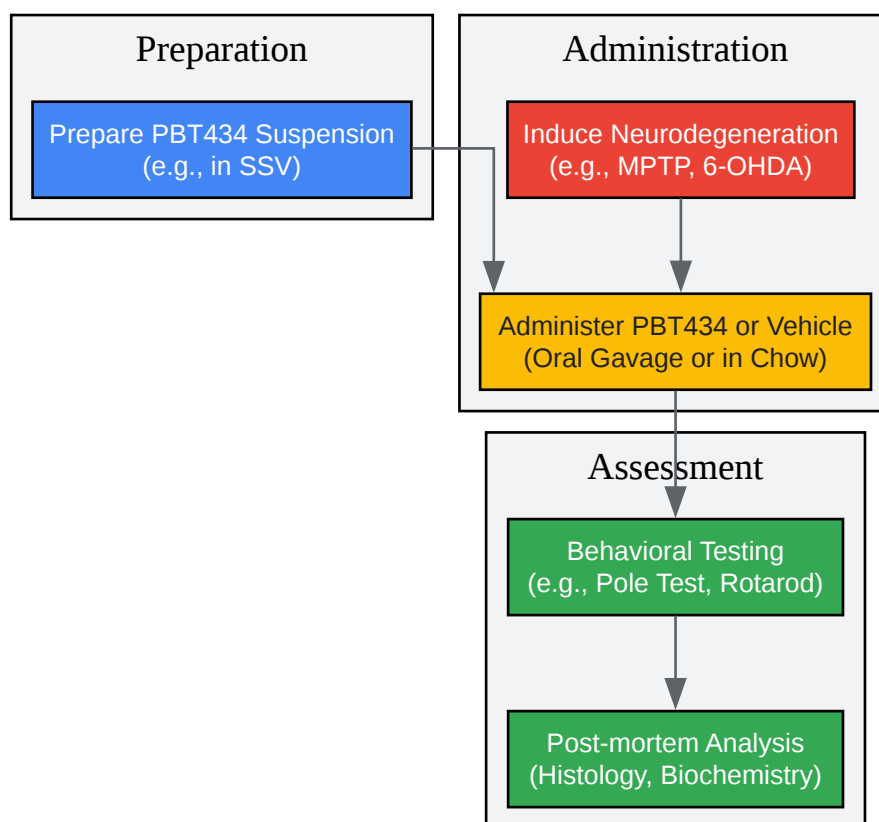 Preparation
Prepare PBT434 Suspension
(e.g., in SSV)
Administration
Induce Neurodegeneration
(e.g., MPTP, 6-OHDA)
Administer PBT434 or Vehicle
(Oral Gavage or in Chow)
Assessment
Behavioral Testing
(e.g., Pole Test, Rotarod)
Post-mortem Analysis
(Histology, Biochemistry)